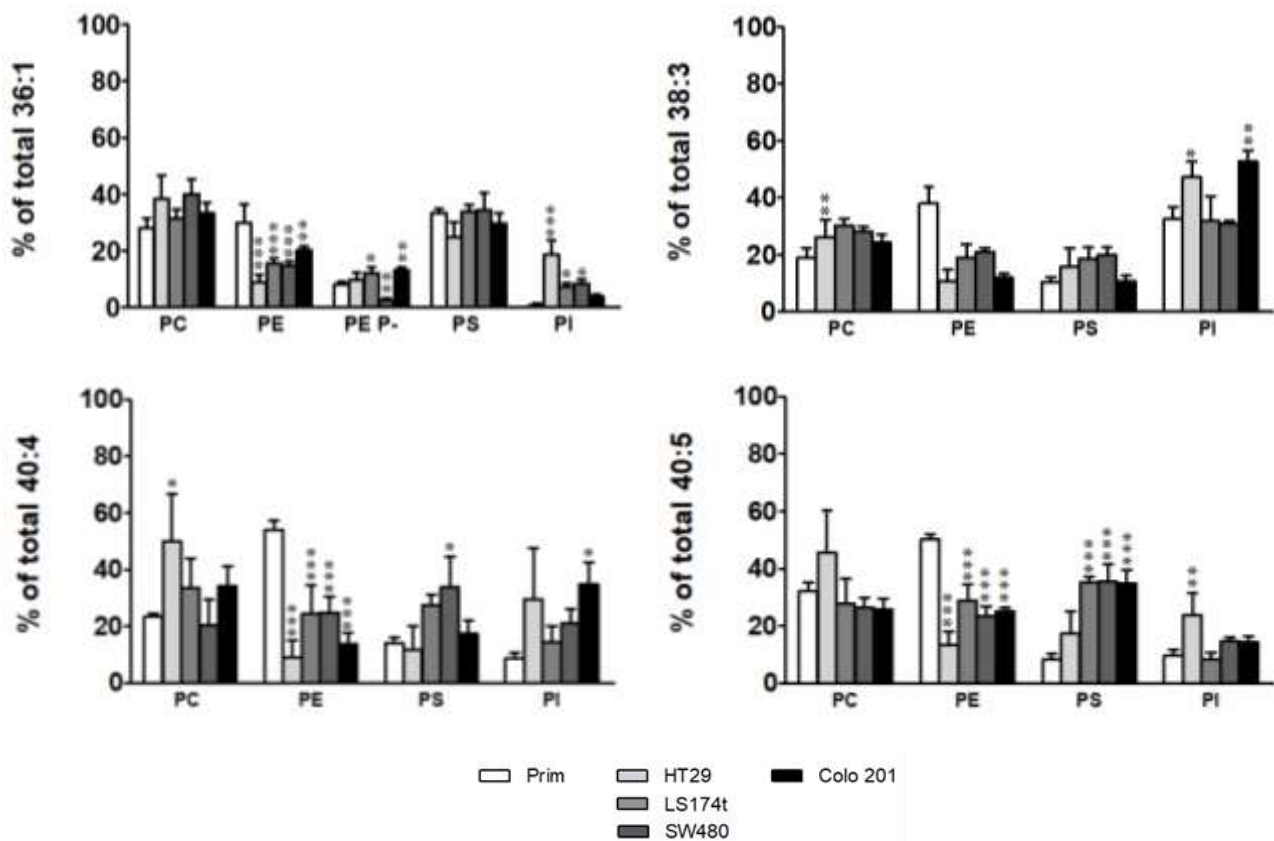 % of total 36:1
100
80
60
40
20
0
*** *** *** *** * *** *** * *
PC PE PE P- PS PI
% of total 38:3
100
80
60
40
20
0
** * **
PC PE PS PI
% of total 40:4
100
80
60
40
20
0
* *** *** *** *** * *
PC PE PS PI
% of total 40:5
100
80
60
40
20
0
*** *** *** *** *** *** *** **
PC PE PS PI
Prim HT29 Colo 201
LS174t
SW480